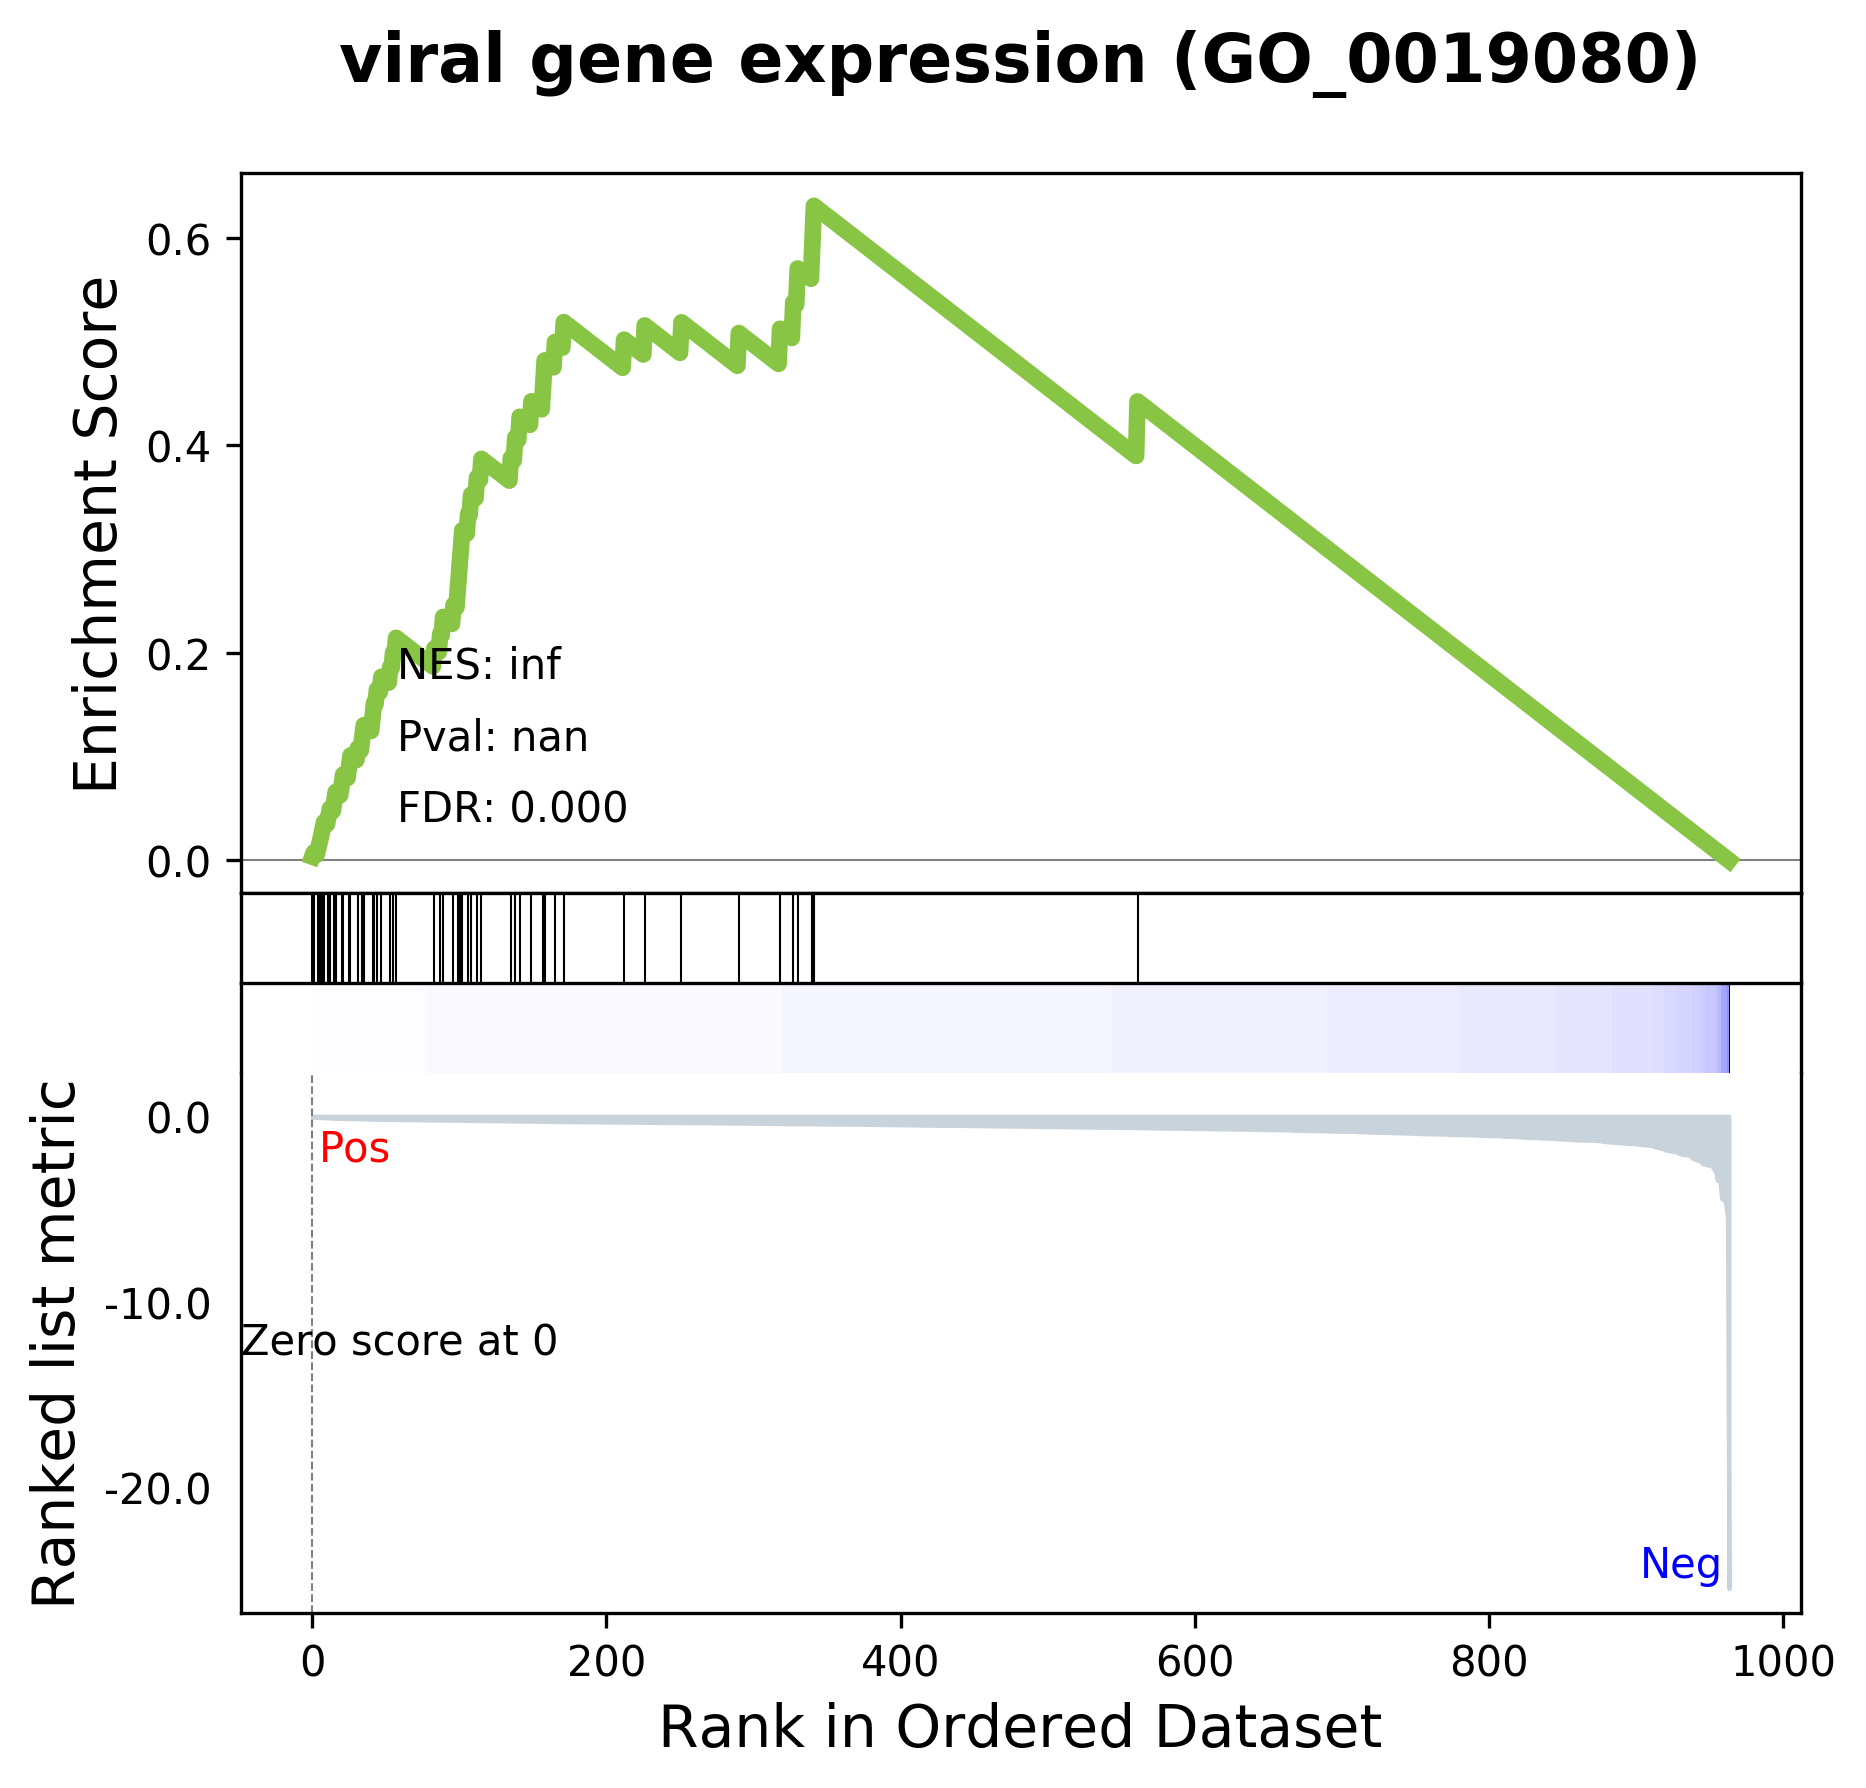 viral gene expression (GO_0019080)
Enrichment Score
0.6
0.4
0.2
0.0
NES: inf
Pval: nan
FDR: 0.000
Ranked list metric
0.0
-10.0
-20.0
Pos
Zero score at 0
Neg
0 200 400 600 800 1000
Rank in Ordered Dataset